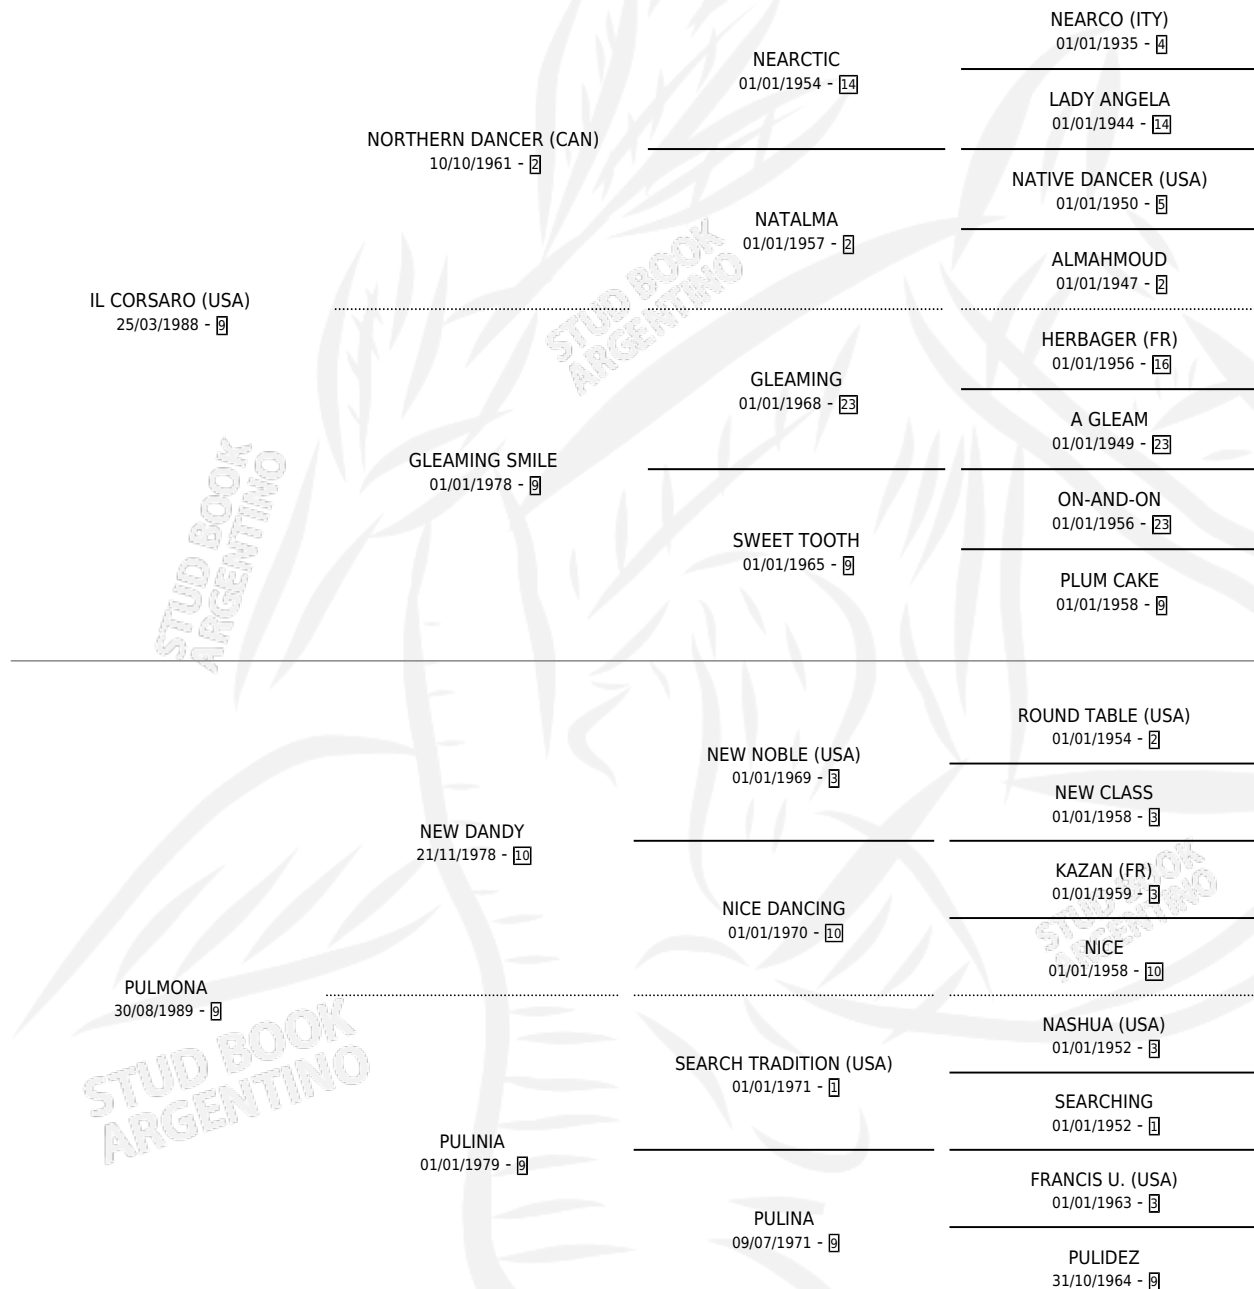 NEARCO (ITY)
01/01/1935 - 4
NEARCTIC
01/01/1954 - 14
LADY ANGELA
01/01/1944 - 14
NORTHERN DANCER (CAN)
10/10/1961 - 2
NATIVE DANCER (USA)
01/01/1950 - 5
NATALMA
01/01/1957 - 2
ALMAHMOUD
01/01/1947 - 2
STUD BOOK
ARGENTINO
IL CORSARO (USA)
25/03/1988 - 9
HERBAGER (FR)
01/01/1956 - 16
GLEAMING
01/01/1968 - 23
A GLEAM
01/01/1949 - 23
GLEAMING SMILE
01/01/1978 - 9
ON-AND-ON
01/01/1956 - 23
SWEET TOOTH
01/01/1965 - 9
PLUM CAKE
01/01/1958 - 9
STUD BOOK
ARGENTINO
ROUND TABLE (USA)
01/01/1954 - 2
NEW NOBLE (USA)
01/01/1969 - 3
NEW CLASS
01/01/1958 - 3
NEW DANDY
21/11/1978 - 10
KAZAN (FR)
01/01/1959 - 3
STUD BOOK
ARGENTINO
NICE DANCING
01/01/1970 - 10
NICE
01/01/1958 - 10
PULMONA
30/08/1989 - 9
NASHUA (USA)
01/01/1952 - 3
STUD BOOK
ARGENTINO
SEARCH TRADITION (USA)
01/01/1971 - 1
SEARCHING
01/01/1952 - 1
PULINIA
01/01/1979 - 9
FRANCIS U. (USA)
01/01/1963 - 3
PULINA
09/07/1971 - 9
PULIDEZ
31/10/1964 - 9